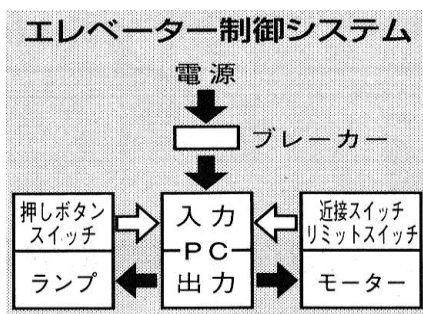 エレベーター制御システム
電源
ブレーカー
押しボタン
スイッチ
ランプ
入力
PC
出力
近接スイッチ
リミットスイッチ
モーター